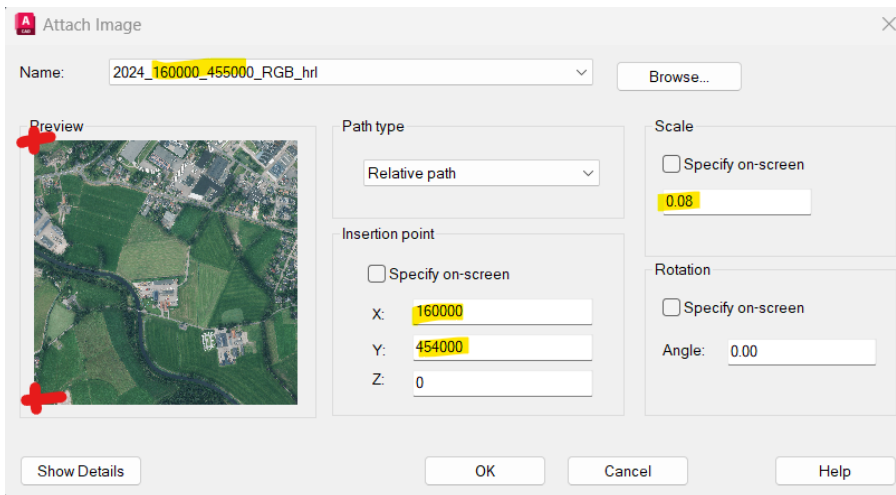 A
CAD
Attach Image
Name:
2024_160000_455000_RGB_hrl
Browse...
Preview
Path type
Relative path
Scale
Specify on-screen
0.08
Insertion point
Specify on-screen
X:
160000
Y:
454000
Z:
0
Rotation
Specify on-screen
Angle:
0.00
Show Details
OK
Cancel
Help